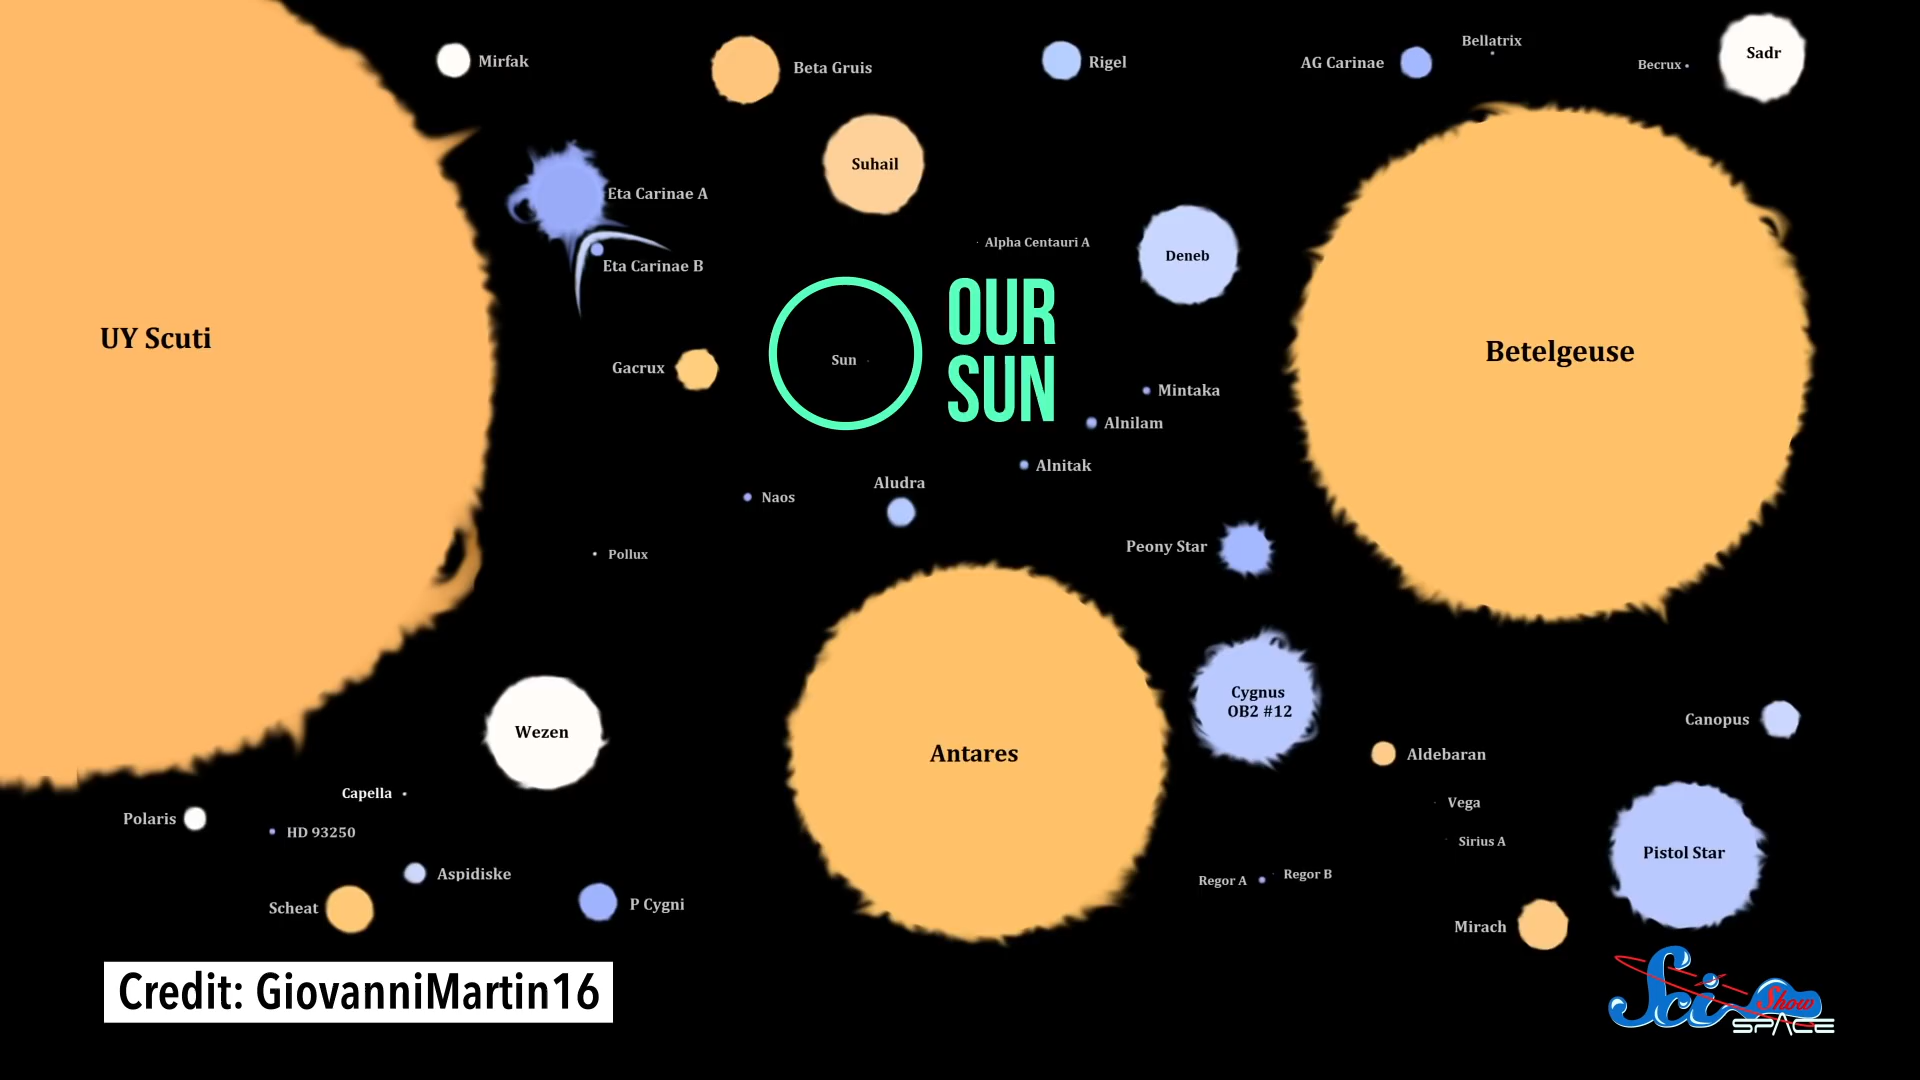 Mirfak
Beta Gruis
Rigel
AG Carinae
Bellatrix
Becrux
Sadr
Suhail
Eta Carinae A
Eta Carinae B
Alpha Centauri A
Deneb
UY Scuti
OUR
SUN
Sun
Gacrux
Betelgeuse
Mintaka
Alnilam
Alnitak
Aludra
Naos
Pollux
Peony Star
Wezen
Antares
Cygnus
OB2 #12
Canopus
Aldebaran
Capella
Polaris
HD 93250
Vega
Sirius A
Pistol Star
Aspidiske
Regor A
Regor B
Scheat
P Cygni
Mirach
Credit: GiovanniMartin16
Sci
Show
SPACE